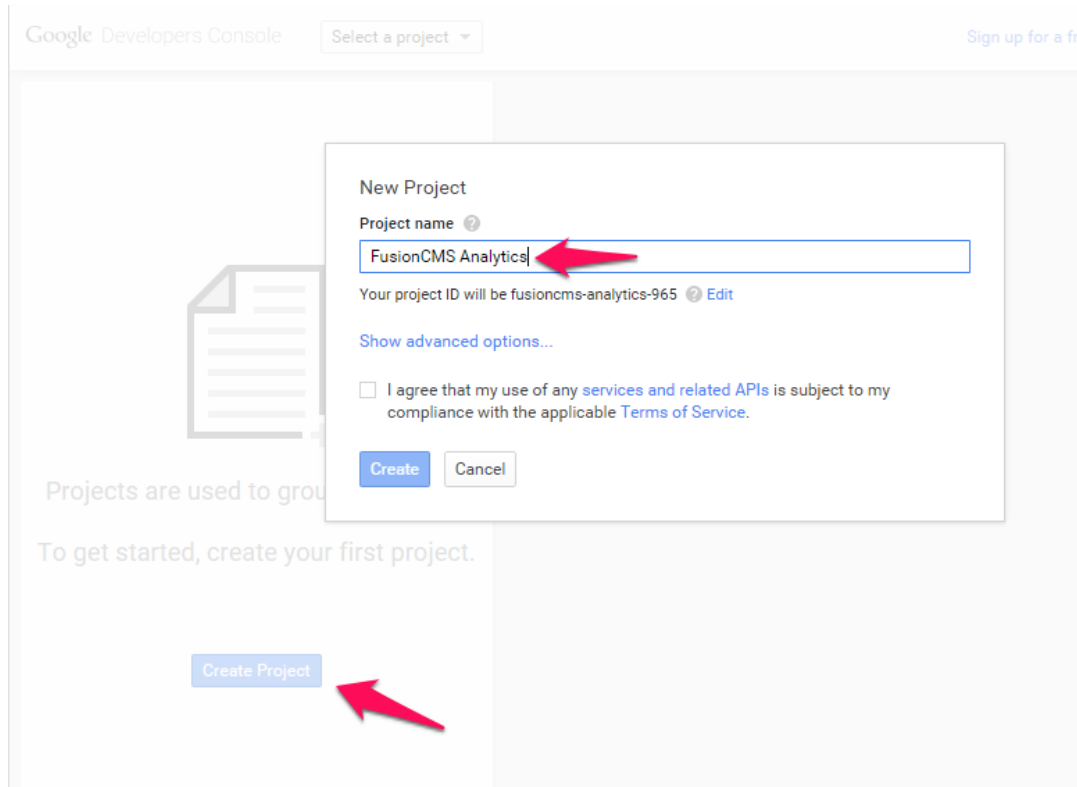 Google Developers Console
Select a project
Sign up for a
New Project
Project name
FusionCMS Analytics
Your project ID will be fusioncms-analytics-965 Edit
Show advanced options...
I agree that my use of any services and related APIs is subject to my
compliance with the applicable Terms of Service.
Create
Cancel
Projects are used to
To get started, create your first project.
Create Project